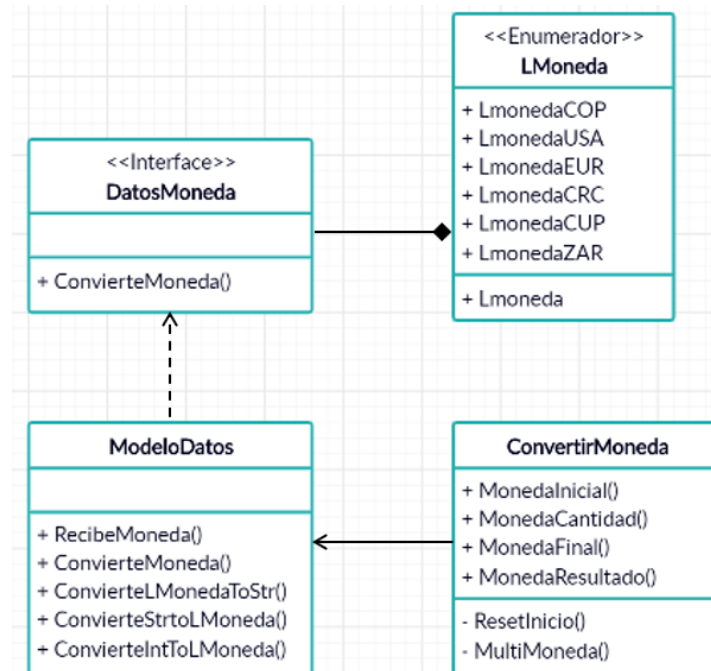 <<Enumerador>>
LMoneda
+ LmonedaCOP
+ LmonedaUSA
+ LmonedaEUR
+ LmonedaCRC
+ LmonedaCUP
+ LmonedaZAR
+ Lmoneda
<<Interface>>
DatosMoneda
+ ConvierteMoneda()
ModeloDatos
+ RecibeMoneda()
+ ConvierteMoneda()
+ ConvierteLMonedaToStr()
+ ConvierteStrtoLMoneda()
+ ConvierteIntToLMoneda()
ConvertirMoneda
+ MonedaInicial()
+ MonedaCantidad()
+ MonedaFinal()
+ MonedaResultado()
- ResetInicio()
- MultiMoneda()